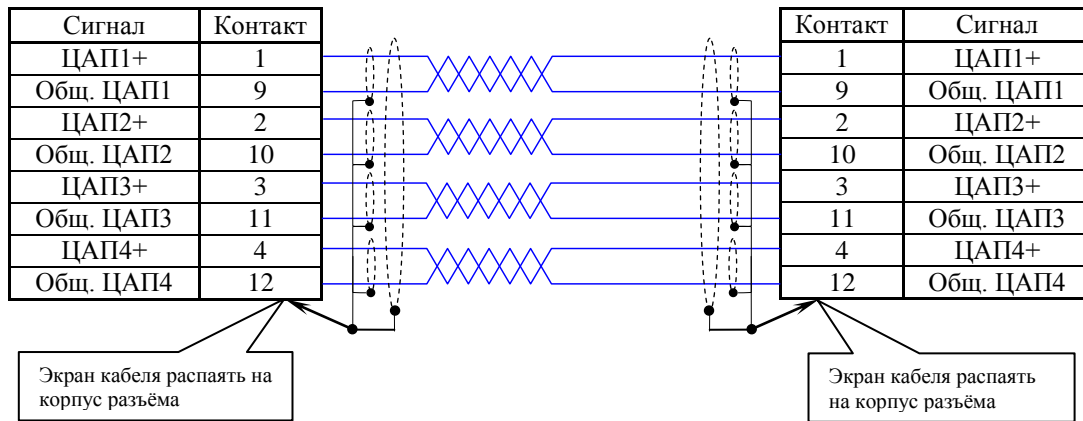 Сигнал Контакт Контакт Сигнал
ЦАП1+ 1 1 ЦАП1+
Общ. ЦАП1 9 9 Общ. ЦАП1
ЦАП2+ 2 2 ЦАП2+
Общ. ЦАП2 10 10 Общ. ЦАП2
ЦАП3+ 3 3 ЦАП3+
Общ. ЦАП3 11 11 Общ. ЦАП3
ЦАП4+ 4 4 ЦАП4+
Общ. ЦАП4 12 12 Общ. ЦАП4
Экран кабеля распаять на
корпус разъёма
Экран кабеля распаять
на корпус разъёма